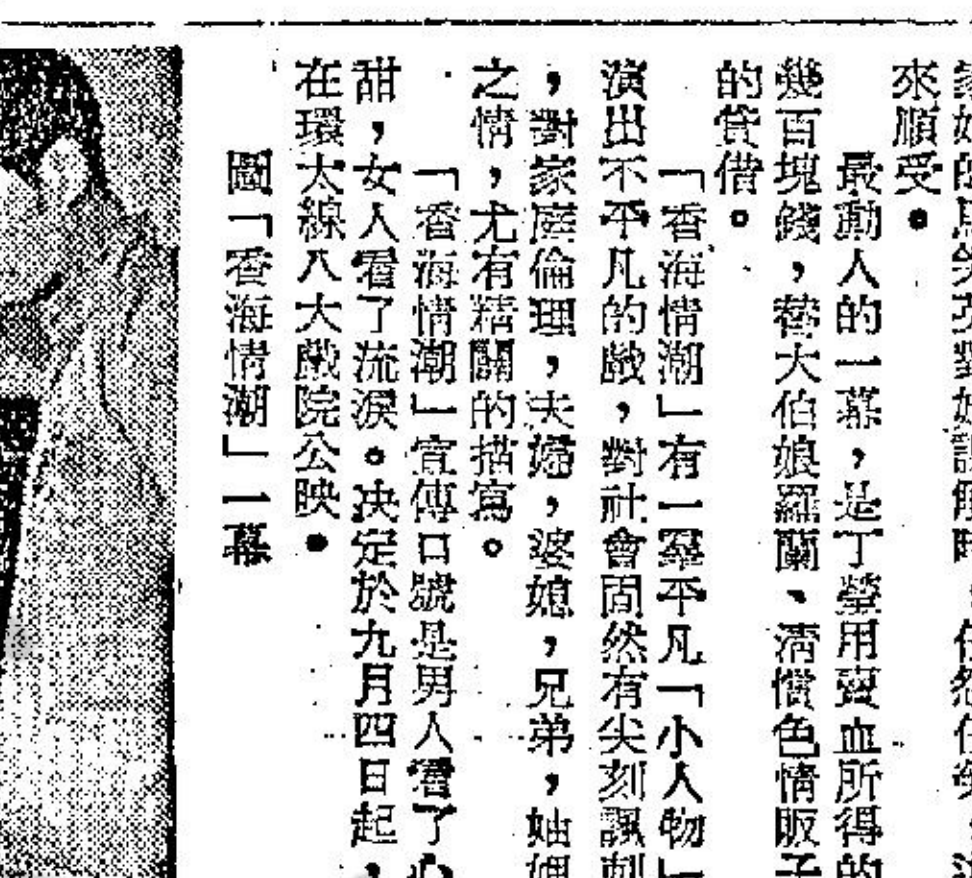 來順受。
最動人的一幕，是丁瑩用賣血所得的
幾百塊錢，替大伯娘羅蘭、清償色情販子
的貸借。
「香海情潮」有一羣平凡「小人物」
演出不平凡的戲，對社會固然有尖刻諷刺
，對家庭倫理，夫婦，婆媳，兄弟，妯娌
之情，尤有精闢的描寫。
「香海情潮」宣傳口號是男人看了心
甜，女人看了流淚。决定於九月四日起，
在環太線八大戲院公映。
圖「香海情潮」一幕